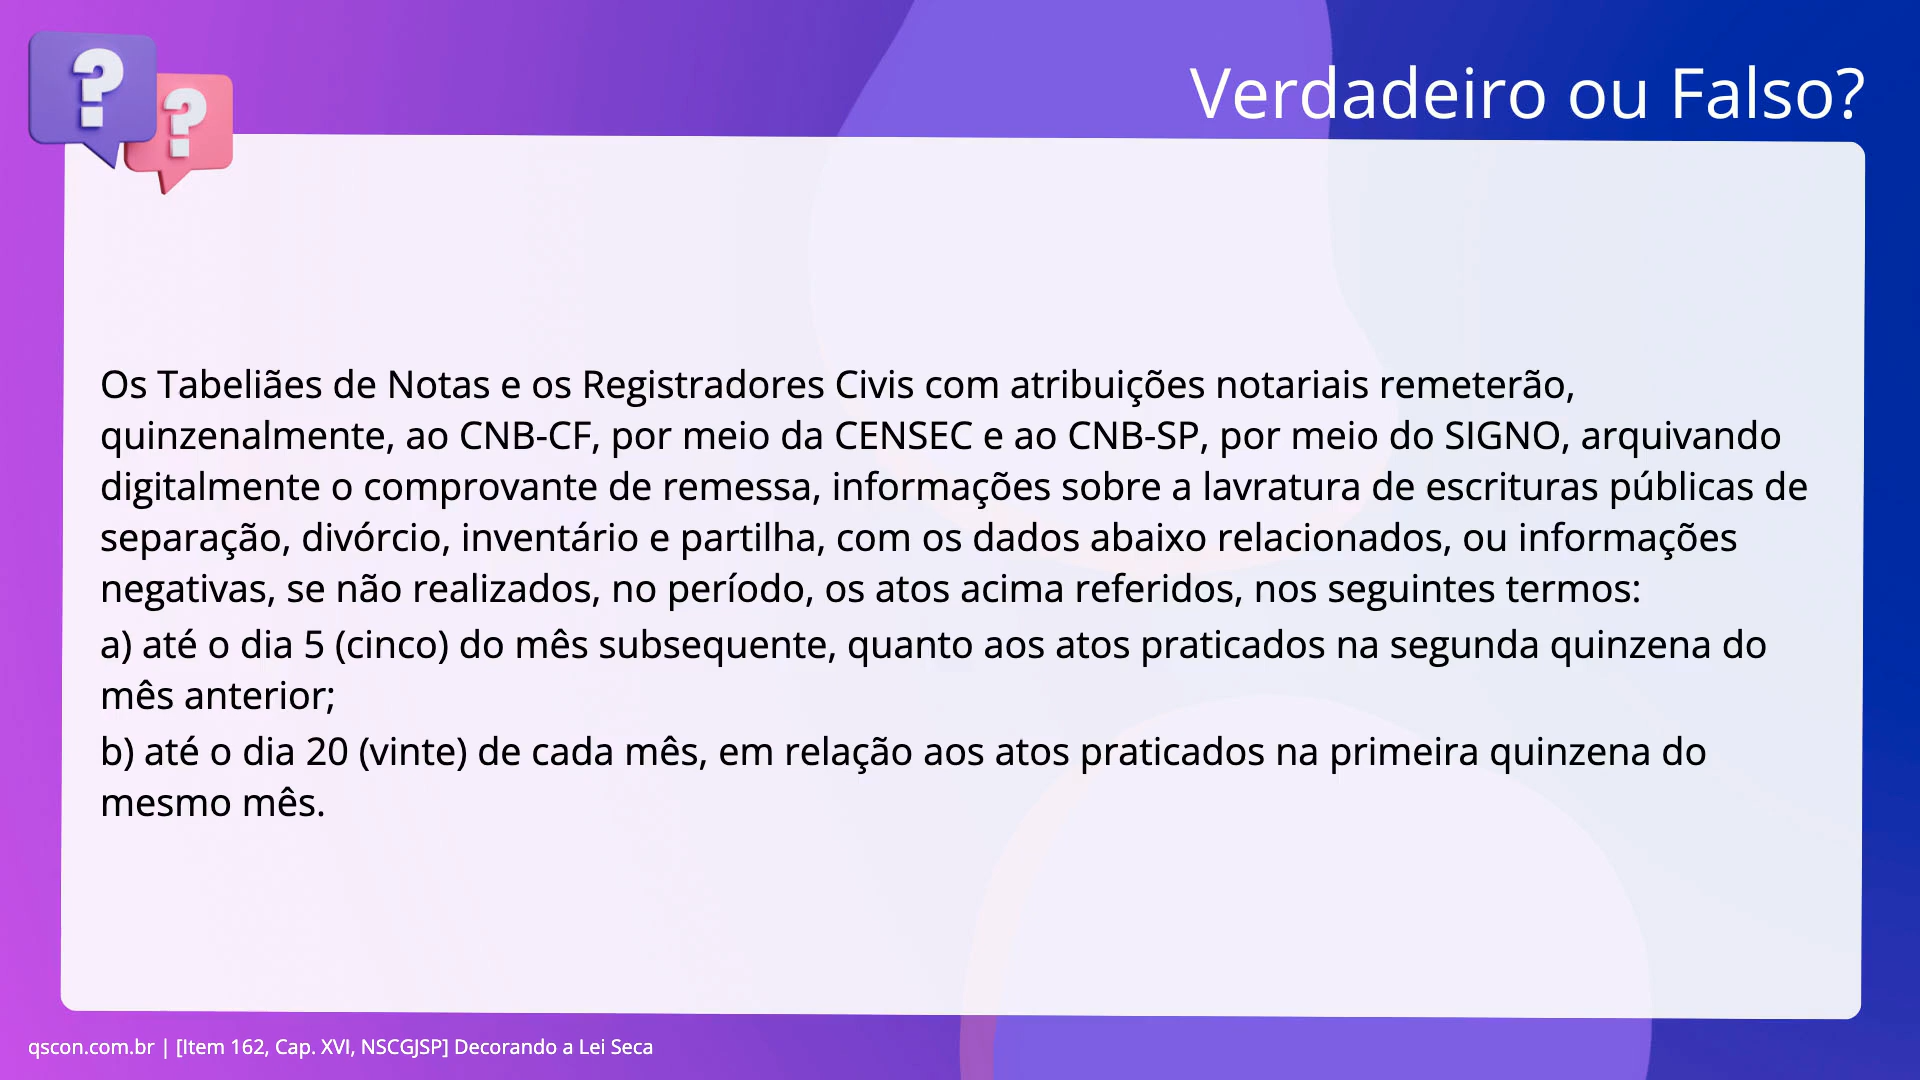 ? ?
Verdadeiro ou Falso?
Os Tabeliães de Notas e os Registradores Civis com atribuições notariais remeterão,
quinzenalmente, ao CNB-CF, por meio da CENSEC e ao CNB-SP, por meio do SIGNO, arquivando
digitalmente o comprovante de remessa, informações sobre a lavratura de escrituras públicas de
separação, divórcio, inventário e partilha, com os dados abaixo relacionados, ou informações
negativas, se não realizados, no período, os atos acima referidos, nos seguintes termos:
a) até o dia 5 (cinco) do mês subsequente, quanto aos atos praticados na segunda quinzena do
mês anterior;
b) até o dia 20 (vinte) de cada mês, em relação aos atos praticados na primeira quinzena do
mesmo mês.
qscon.com.br | [Item 162, Cap. XVI, NSCGJSP] Decorando a Lei Seca